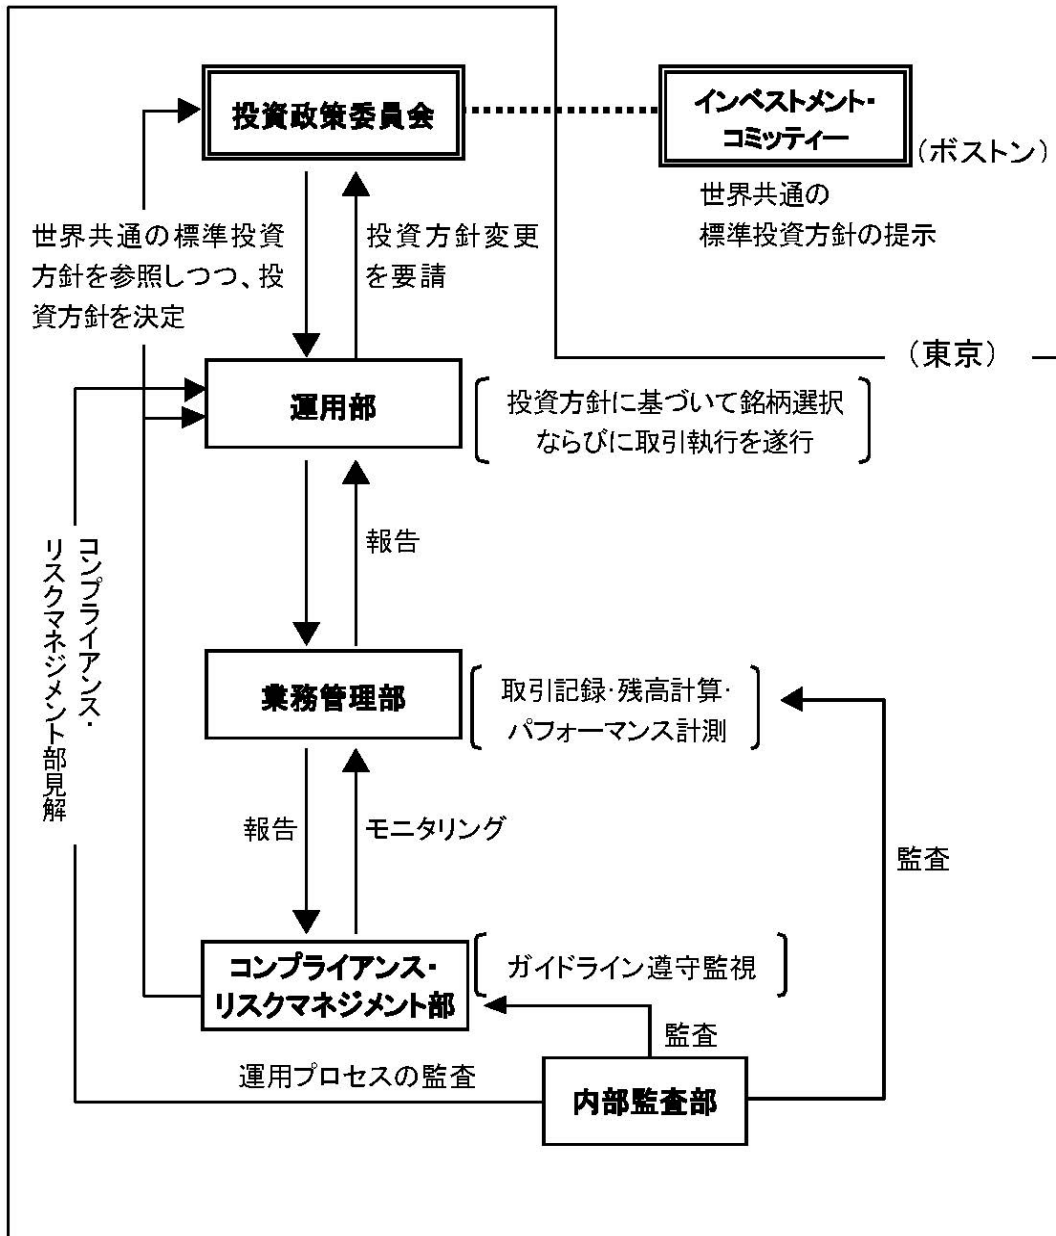 投資政策委員会
インベストメント・
コミッティー
(ボストン)
世界共通の
標準投資方針の提示
世界共通の標準投資
方針を参照しつつ、投
資方針を決定
投資方針変更
を要請
(東京)
運用部
投資方針に基づいて銘柄選択
ならびに取引執行を遂行
報告
コンプライアンス・
リスクマネジメント部見解
業務管理部
取引記録・残高計算・
パフォーマンス計測
報告
モニタリング
監査
コンプライアンス・
リスクマネジメント部
ガイドライン遵守監視
監査
運用プロセスの監査
内部監査部